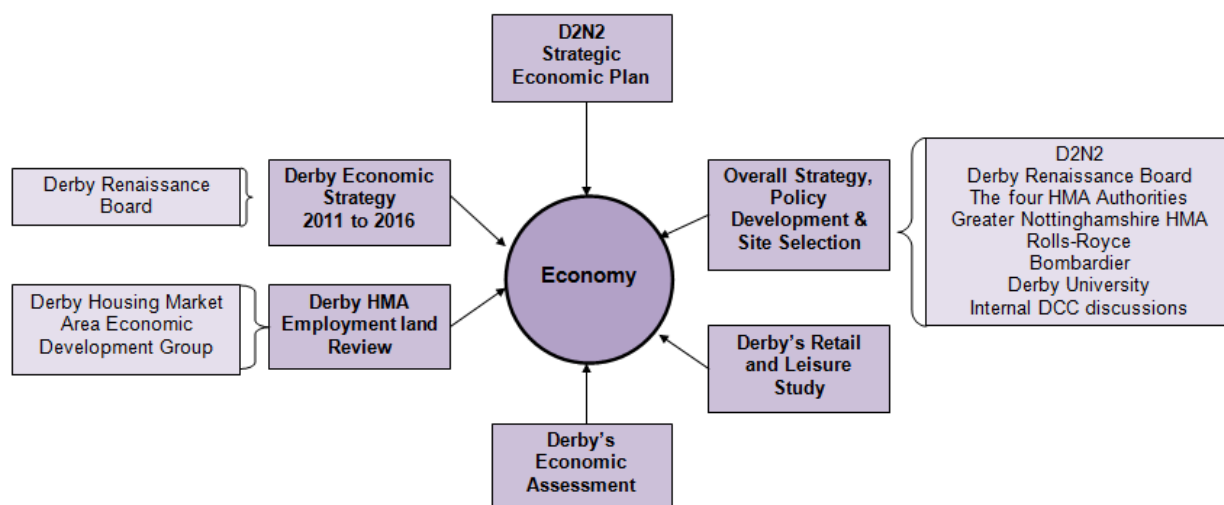 D2N2
Strategic
Economic Plan
Derby Renaissance
Board
Derby Economic
Strategy
2011 to 2016
Overall Strategy,
Policy
Development &
Site Selection
D2N2
Derby Renaissance Board
The four HMA Authorities
Greater Nottinghamshire HMA
Rolls-Royce
Bombardier
Derby University
Internal DCC discussions
Economy
Derby Housing Market
Area Economic
Development Group
Derby HMA
Employment land
Review
Derby's Retail
and Leisure
Study
Derby's
Economic
Assessment